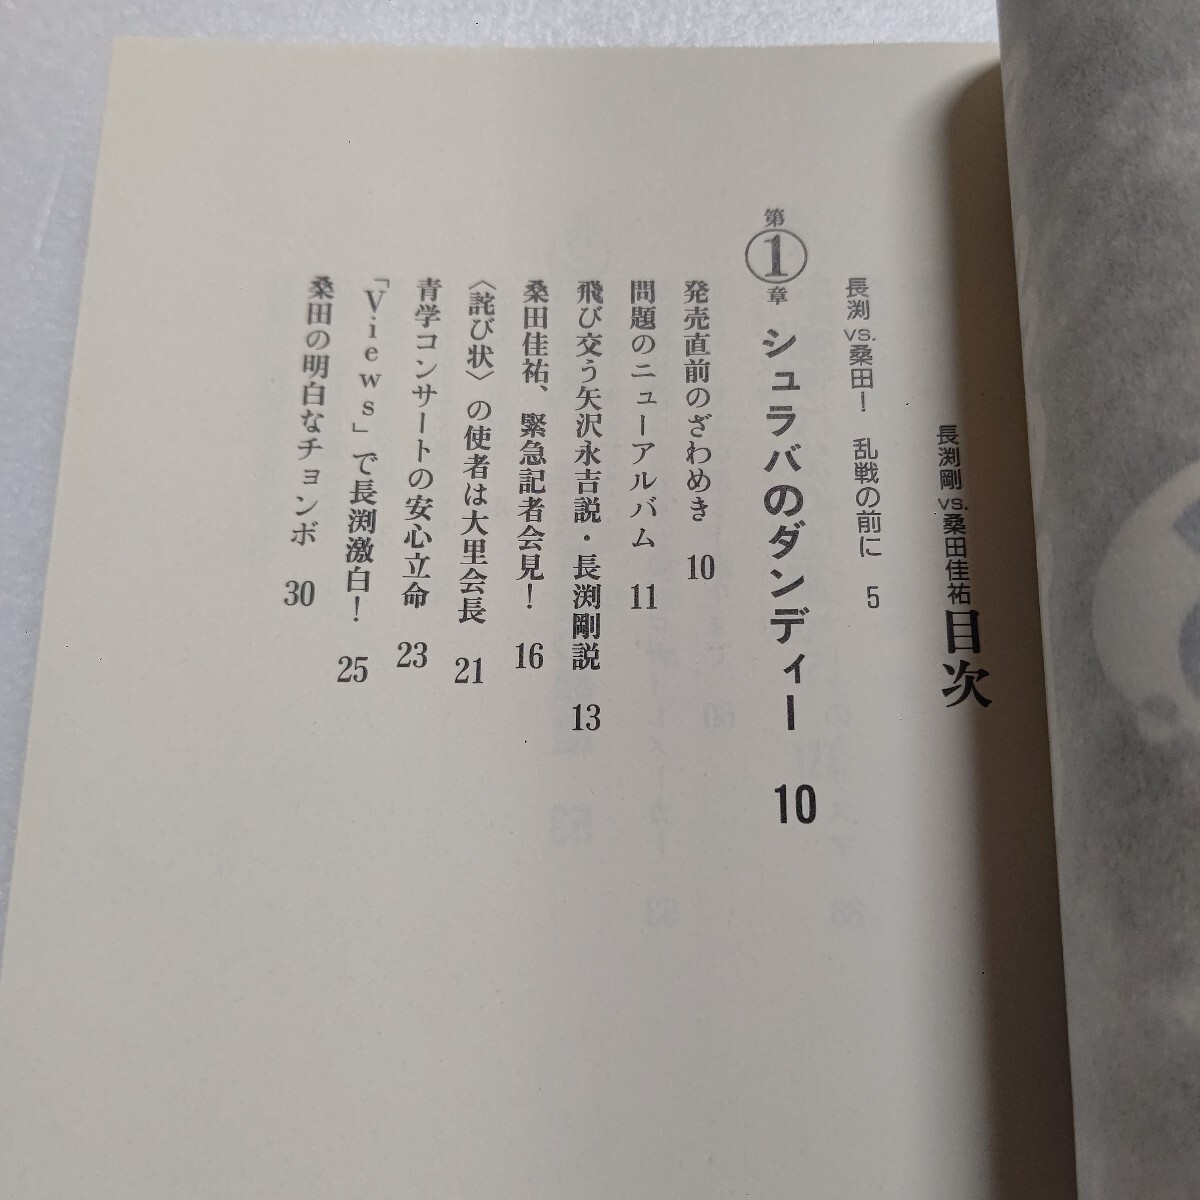 長渕剛vs.桑田佳祐 目次
長渕vs.桑田！ 乱戦の前に 5
第1章 シュラバのダンディー 10
発売直前のざわめき 10
問題のニューアルバム 11
飛び交う矢沢永吉説・長渕剛説 13
桑田佳祐、緊急記者会見！ 16
〈詫び状〉の使者は大里会長 21
青学コンサートの安心立命 23
「Views」で長渕激白！ 25
桑田の明白なチョンボ 30